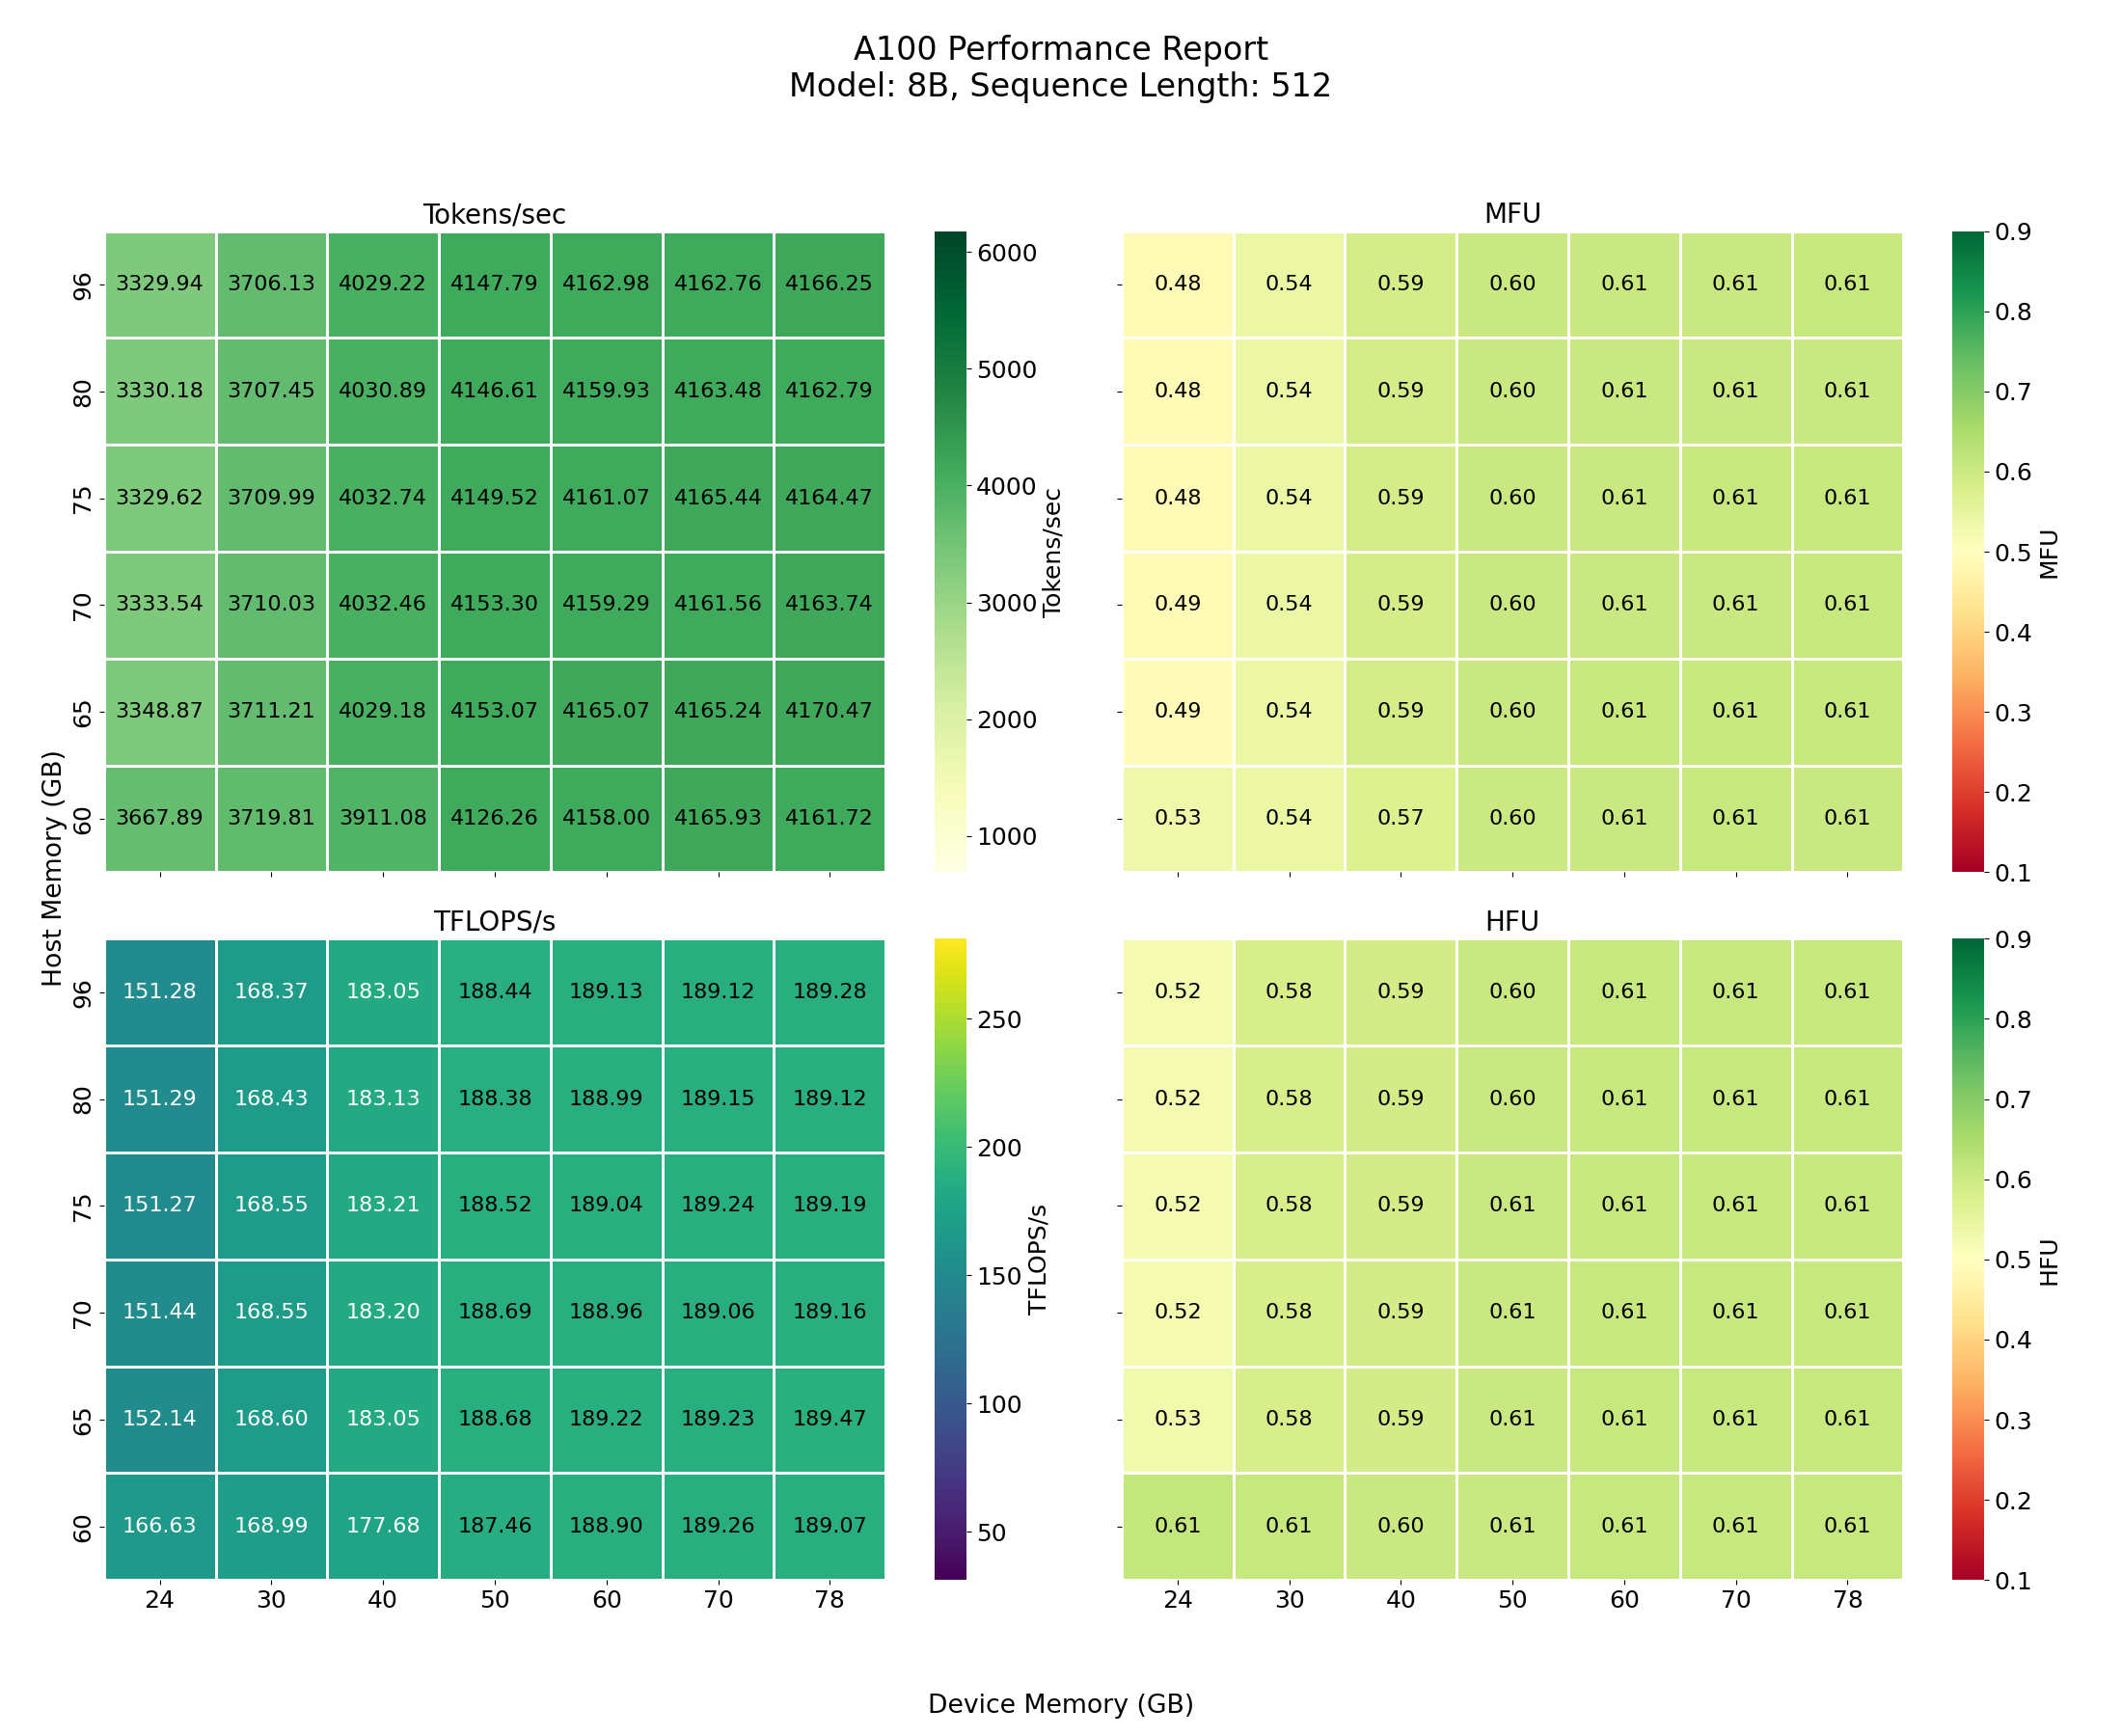 A100 Performance Report
Model: 8B, Sequence Length: 512
Tokens/sec
96 3329.94 3706.13 4029.22 4147.79 4162.98 4162.76 4166.25
80 3330.18 3707.45 4030.89 4146.61 4159.93 4163.48 4162.79
75 3329.62 3709.99 4032.74 4149.52 4161.07 4165.44 4164.47
70 3333.54 3710.03 4032.46 4153.30 4159.29 4161.56 4163.74
65 3348.87 3711.21 4029.18 4153.07 4165.07 4165.24 4170.47
60 3667.89 3719.81 3911.08 4126.26 4158.00 4165.93 4161.72
6000
5000
4000
3000
2000
1000
Tokens/sec
MFU
0.48 0.54 0.59 0.60 0.61 0.61 0.61
0.48 0.54 0.59 0.60 0.61 0.61 0.61
0.48 0.54 0.59 0.60 0.61 0.61 0.61
0.49 0.54 0.59 0.60 0.61 0.61 0.61
0.49 0.54 0.59 0.60 0.61 0.61 0.61
0.53 0.54 0.57 0.60 0.61 0.61 0.61
0.9
0.8
0.7
0.6
0.5
0.4
0.3
0.2
0.1
MFU
Host Memory (GB)
TFLOPS/s
96 151.28 168.37 183.05 188.44 189.13 189.12 189.28
80 151.29 168.43 183.13 188.38 188.99 189.15 189.12
75 151.27 168.55 183.21 188.52 189.04 189.24 189.19
70 151.44 168.55 183.20 188.69 188.96 189.06 189.16
65 152.14 168.60 183.05 188.68 189.22 189.23 189.47
60 166.63 168.99 177.68 187.46 188.90 189.26 189.07
24 30 40 50 60 70 78
250
200
150
100
50
TFLOPS/s
HFU
0.52 0.58 0.59 0.60 0.61 0.61 0.61
0.52 0.58 0.59 0.60 0.61 0.61 0.61
0.52 0.58 0.59 0.61 0.61 0.61 0.61
0.52 0.58 0.59 0.61 0.61 0.61 0.61
0.53 0.58 0.59 0.61 0.61 0.61 0.61
0.61 0.61 0.60 0.61 0.61 0.61 0.61
24 30 40 50 60 70 78
0.9
0.8
0.7
0.6
0.5
0.4
0.3
0.2
0.1
HFU
Device Memory (GB)